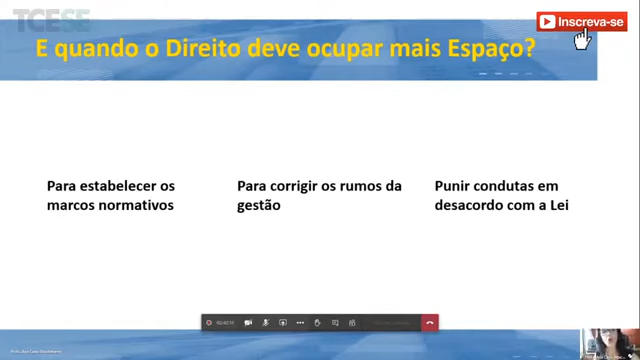 TCESE
Inscreva-se
E quando o Direito deve ocupar mais Espaço?
Para estabelecer os
marcos normativos
Para corrigir os rumos da
gestão
Punir condutas em
desacordo com a Lei